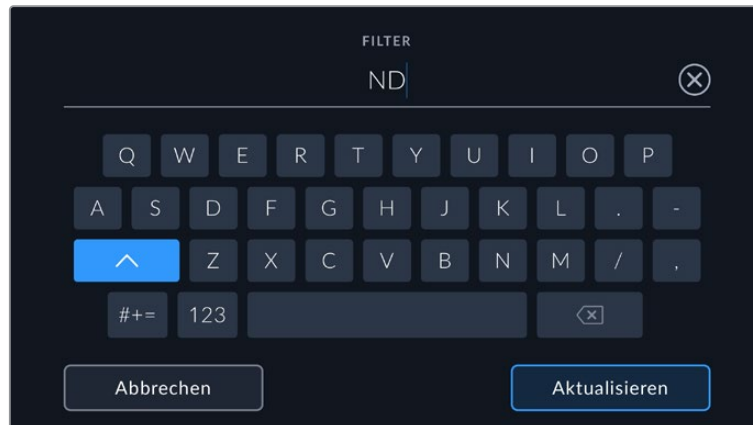 FILTER
ND
Q W E R T Y U I O P
A S D F G H J K L . -
Z X C V B N M / ,
#+= 123
Abbrechen Aktualisieren